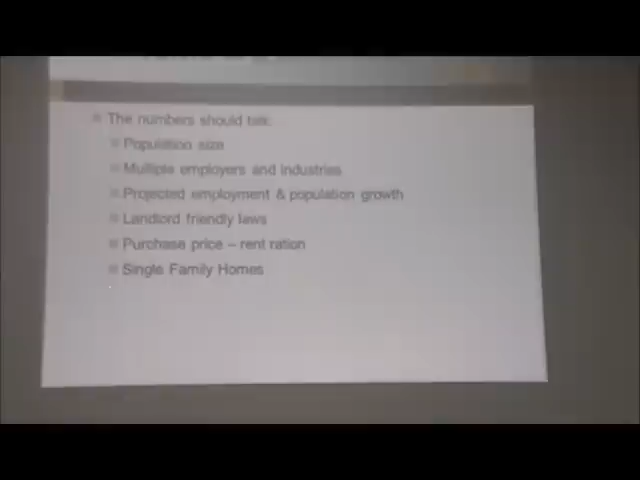 The numbers should talk:
Population size
Multiple employers and industries
Projected employment & population growth
Landlord friendly laws
Purchase price – rent ration
Single Family Homes